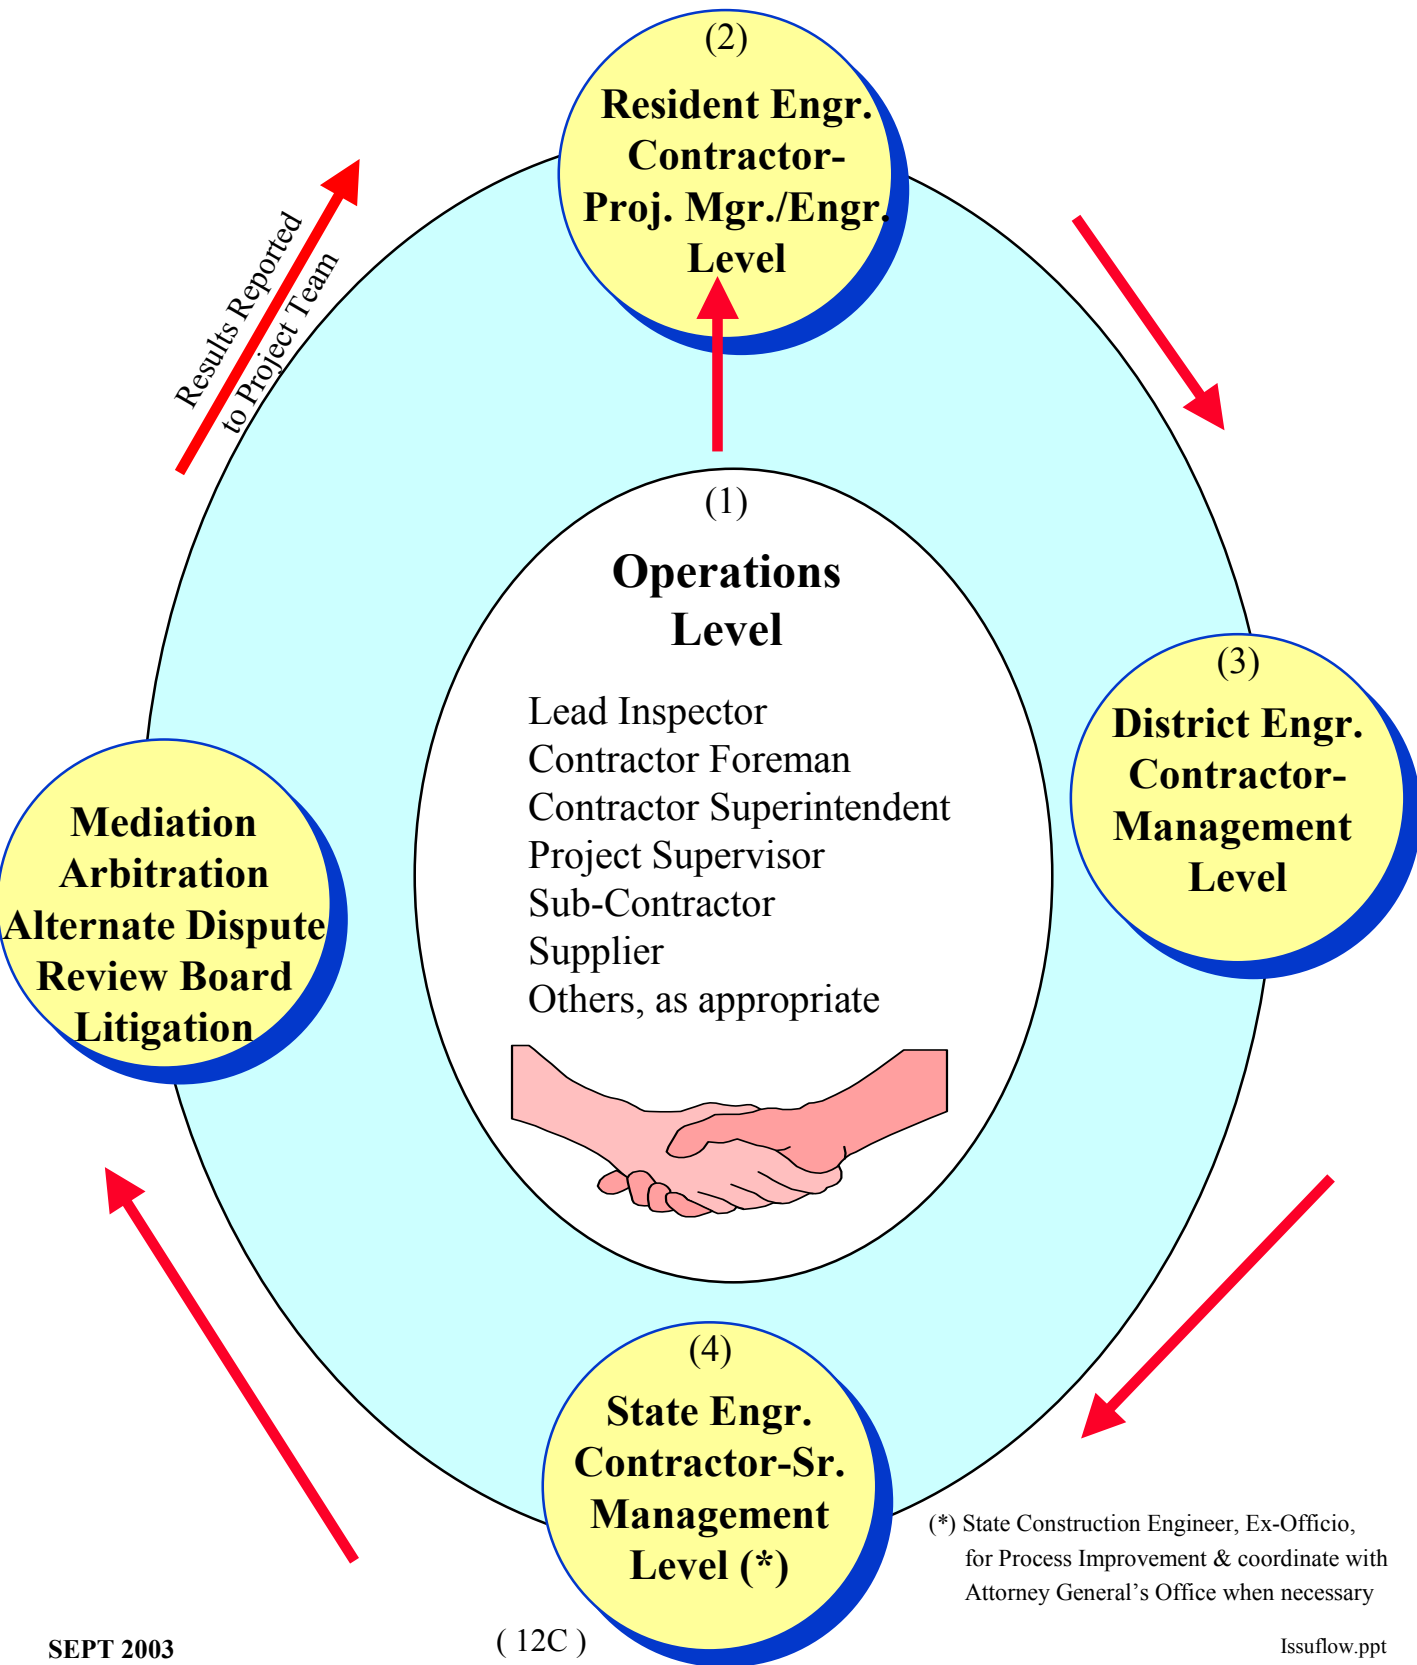 (2)
Resident Engr.
Contractor-
Proj. Mgr./Engr.
Level
Results Reported
to Project Team
(1)
Operations
Level
Lead Inspector
Contractor Foreman
Contractor Superintendent
Project Supervisor
Sub-Contractor
Supplier
Others, as appropriate
(3)
District Engr.
Contractor-
Management
Level
Mediation
Arbitration
Alternate Dispute
Review Board
Litigation
(4)
State Engr.
Contractor-Sr.
Management
Level (*)
(*) State Construction Engineer, Ex-Officio,
for Process Improvement & coordinate with
Attorney General’s Office when necessary
SEPT 2003
( 12C )
Issuflow.ppt